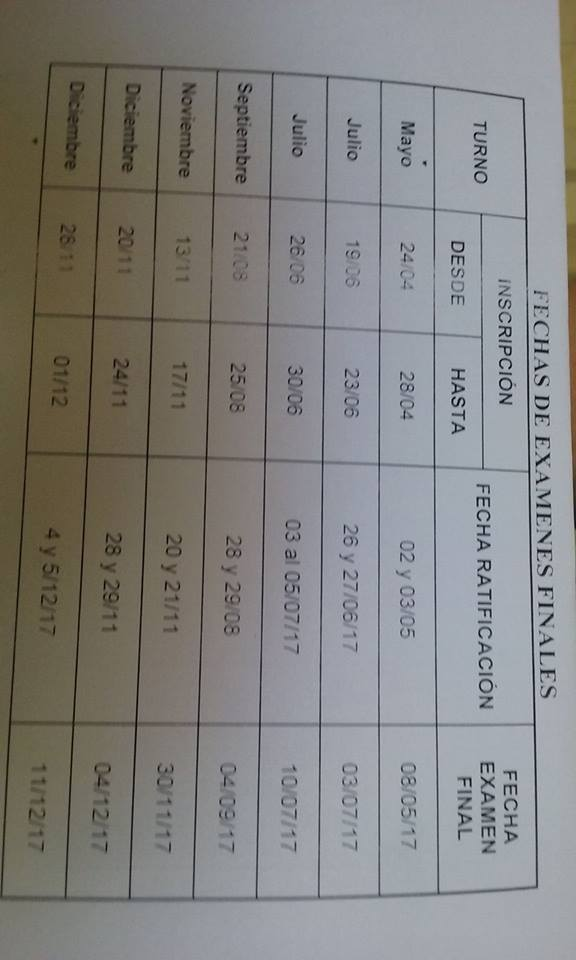 FECHAS DE EXAMENES FINALES
TURNO INSCRIPCIÓN FECHA RATIFICACIÓN FECHA EXAMEN FINAL
DESDE HASTA
Mayo 24/04 28/04 02 y 03/05 08/05/17
Julio 19/06 23/06 26 y 27/06/17 03/07/17
Julio 26/06 30/06 03 al 05/07/17 10/07/17
Septiembre 21/08 25/08 28 y 29/08 04/09/17
Noviembre 13/11 17/11 20 y 21/11 30/11/17
Diciembre 20/11 24/11 28 y 29/11 04/12/17
Diciembre 26/11 01/12 4 y 5/12/17 11/12/17